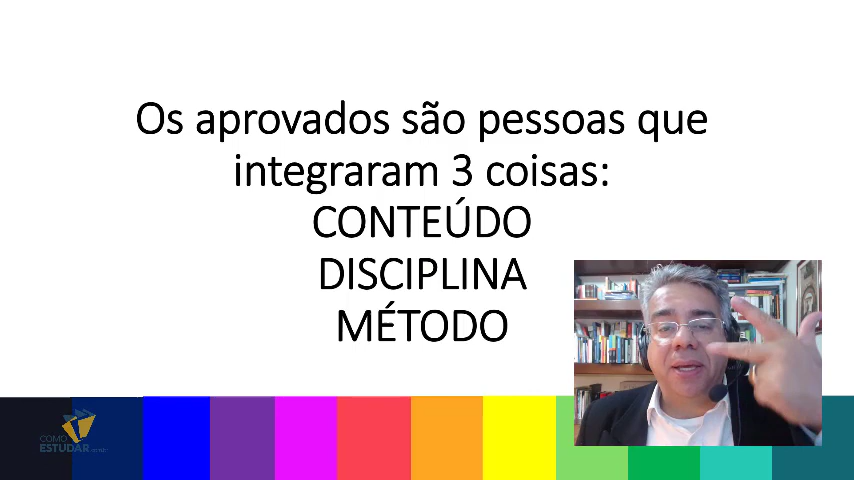 Os aprovados são pessoas que
integraram 3 coisas:
CONTEÚDO
DISCIPLINA
MÉTODO
COMO
ESTUDAR